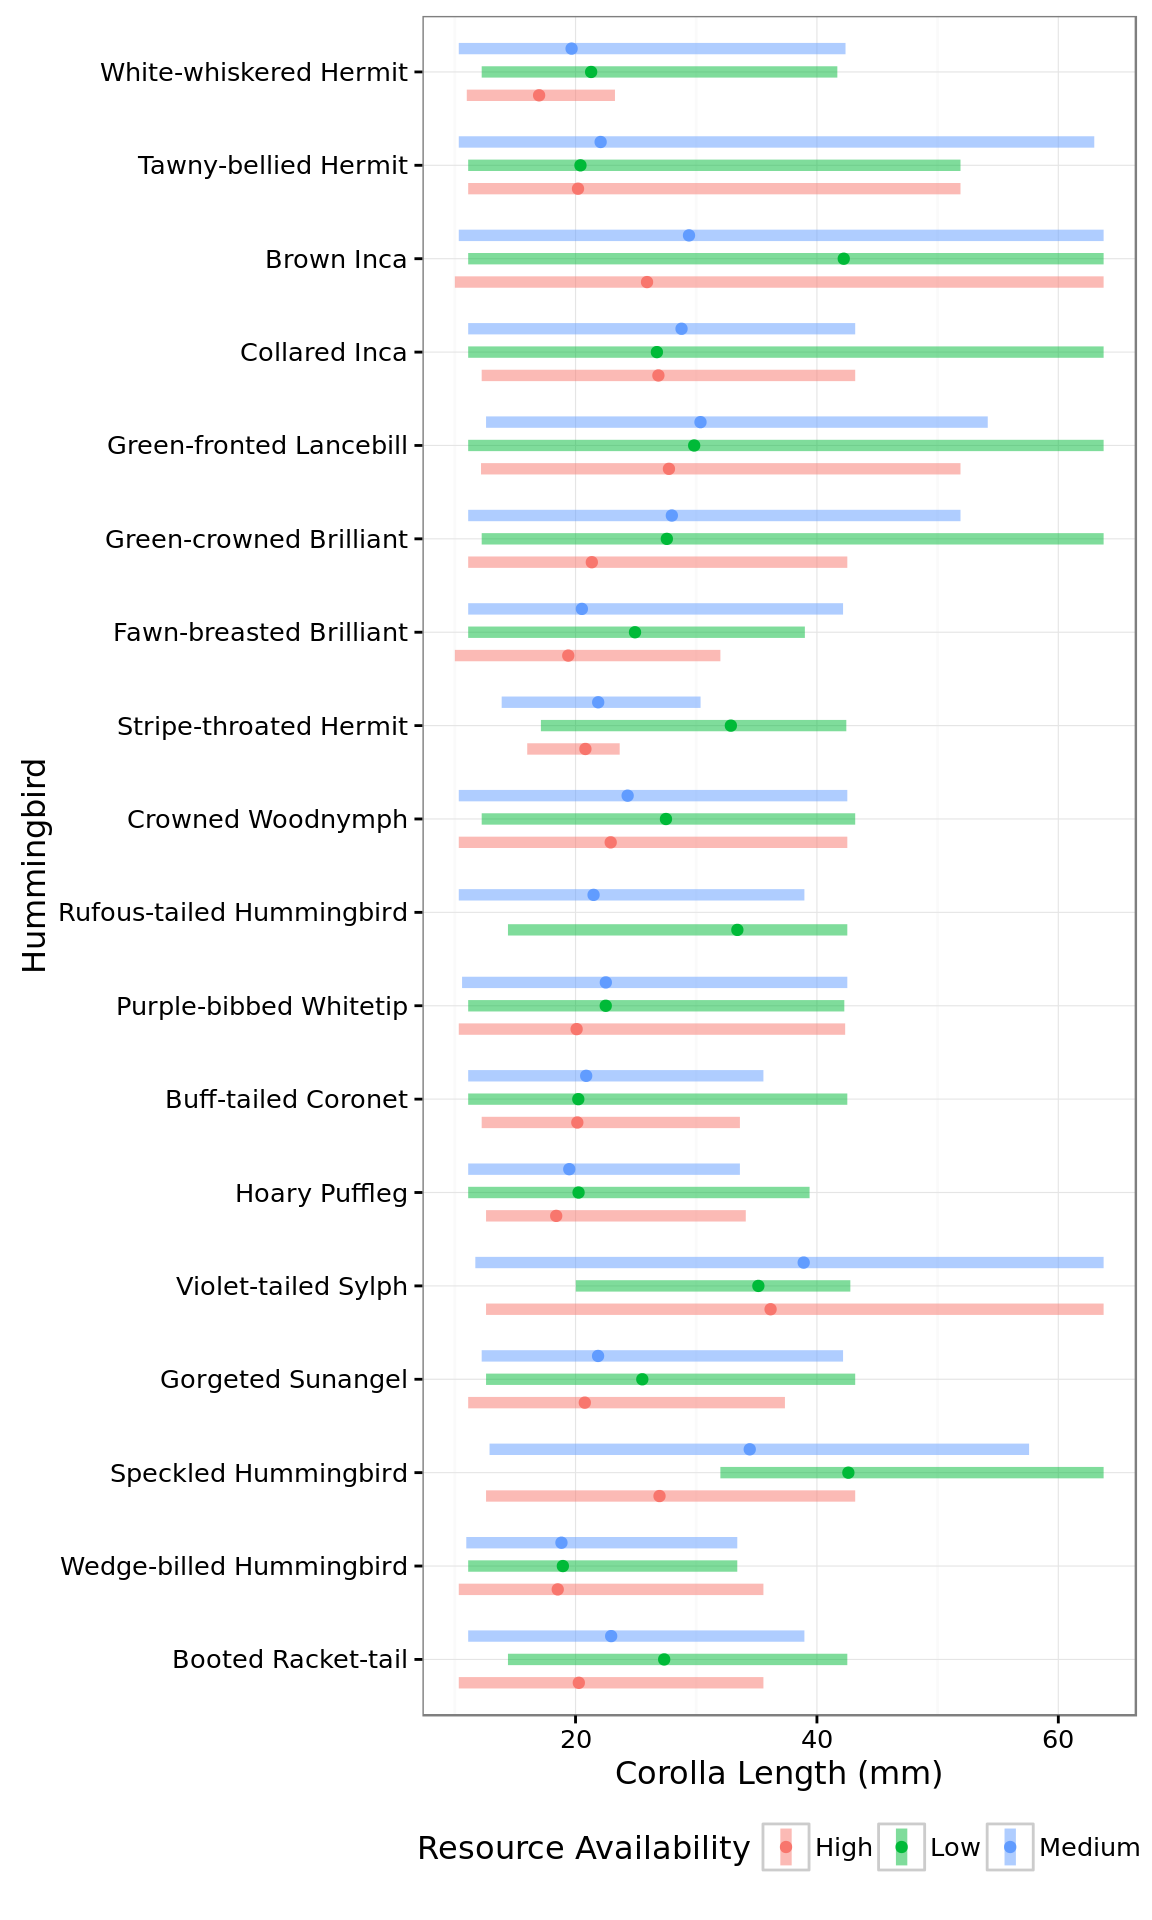 White-whiskered Hermit
Tawny-bellied Hermit
Brown Inca
Collared Inca
Green-fronted Lancebill
Green-crowned Brilliant
Fawn-breasted Brilliant
Stripe-throated Hermit
Crowned Woodnymph
Rufous-tailed Hummingbird
Purple-bibbed Whitetip
Buff-tailed Coronet
Hoary Puffleg
Violet-tailed Sylph
Gorgeted Sunangel
Speckled Hummingbird
Wedge-billed Hummingbird
Booted Racket-tail
Hummingbird
20 40 60
Corolla Length (mm)
Resource Availability High Low Medium